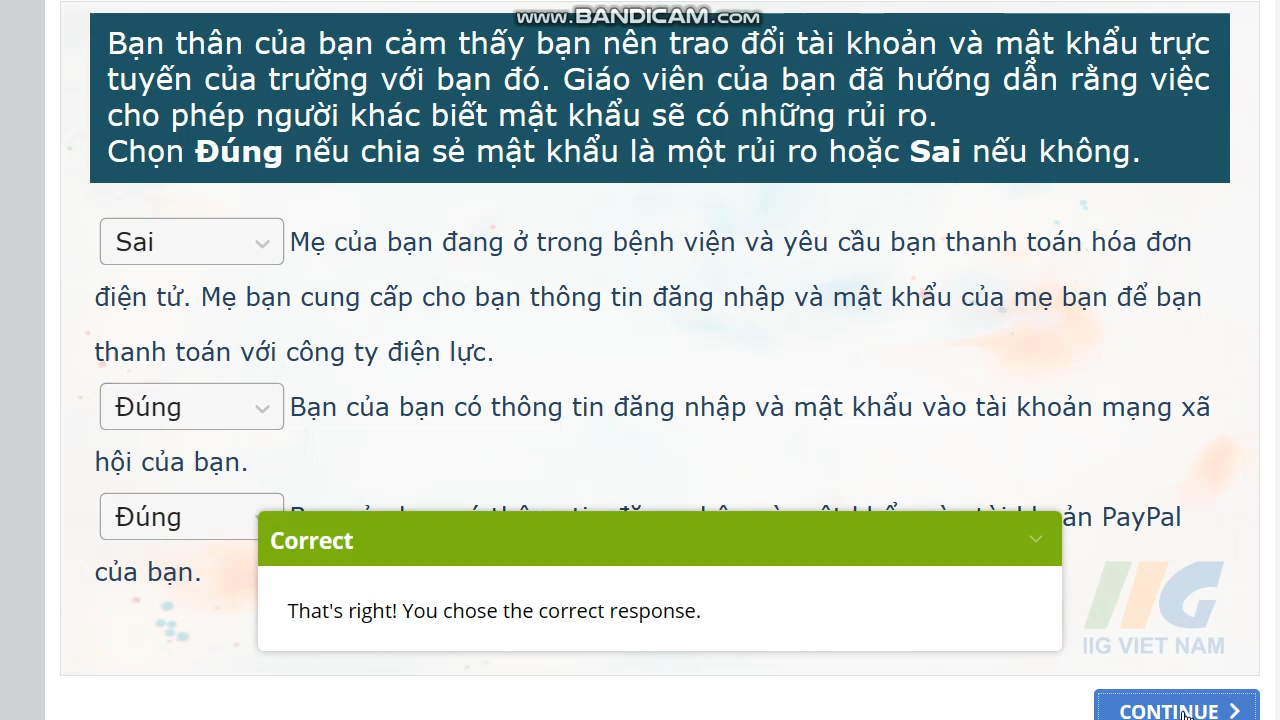 www.BANDICAM.com
Bạn thân của bạn cảm thấy bạn nên trao đổi tài khoản và mật khẩu trực
tuyến của trường với bạn đó. Giáo viên của bạn đã hướng dẫn rằng việc
cho phép người khác biết mật khẩu sẽ có những rủi ro.
Chọn Đúng nếu chia sẻ mật khẩu là một rủi ro hoặc Sai nếu không.
Sai Mẹ của bạn đang ở trong bệnh viện và yêu cầu bạn thanh toán hóa đơn
điện tử. Mẹ bạn cung cấp cho bạn thông tin đăng nhập và mật khẩu của mẹ bạn để bạn
thanh toán với công ty điện lực.
Đúng Bạn của bạn có thông tin đăng nhập và mật khẩu vào tài khoản mạng xã
hội của bạn.
Đúng PayPal
của bạn.
Correct
That's right! You chose the correct response.
IIG
IIG VIET NAM
CONTINUE